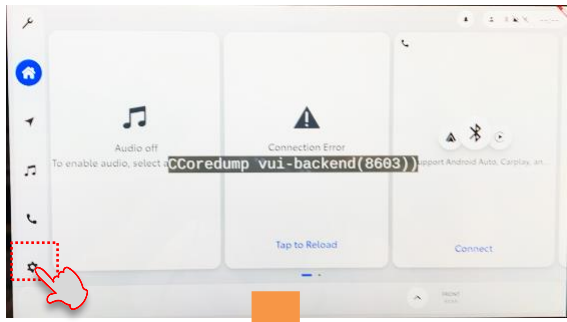 Audio off
To enable audio, select a
Connection Error
CCoredump vui-backend(8603))
upport Android Auto, Carplay, an...
Tap to Reload
Connect
FRONT